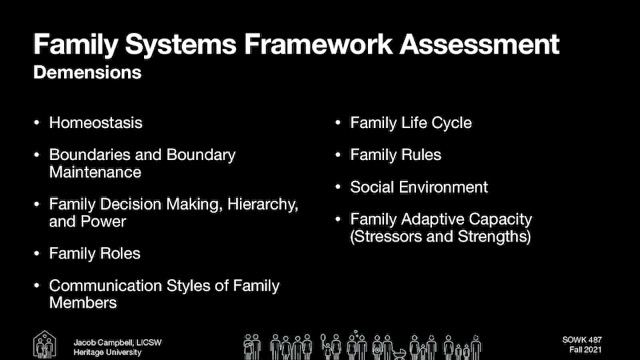 Family Systems Framework Assessment
Demensions
• Homeostasis
• Boundaries and Boundary
Maintenance
• Family Decision Making, Hierarchy,
and Power
• Family Roles
• Communication Styles of Family
Members
• Family Life Cycle
• Family Rules
• Social Environment
• Family Adaptive Capacity
(Stressors and Strengths)
Jacob Campbell, LICSW
Heritage University
SOWK 487
Fall 2021